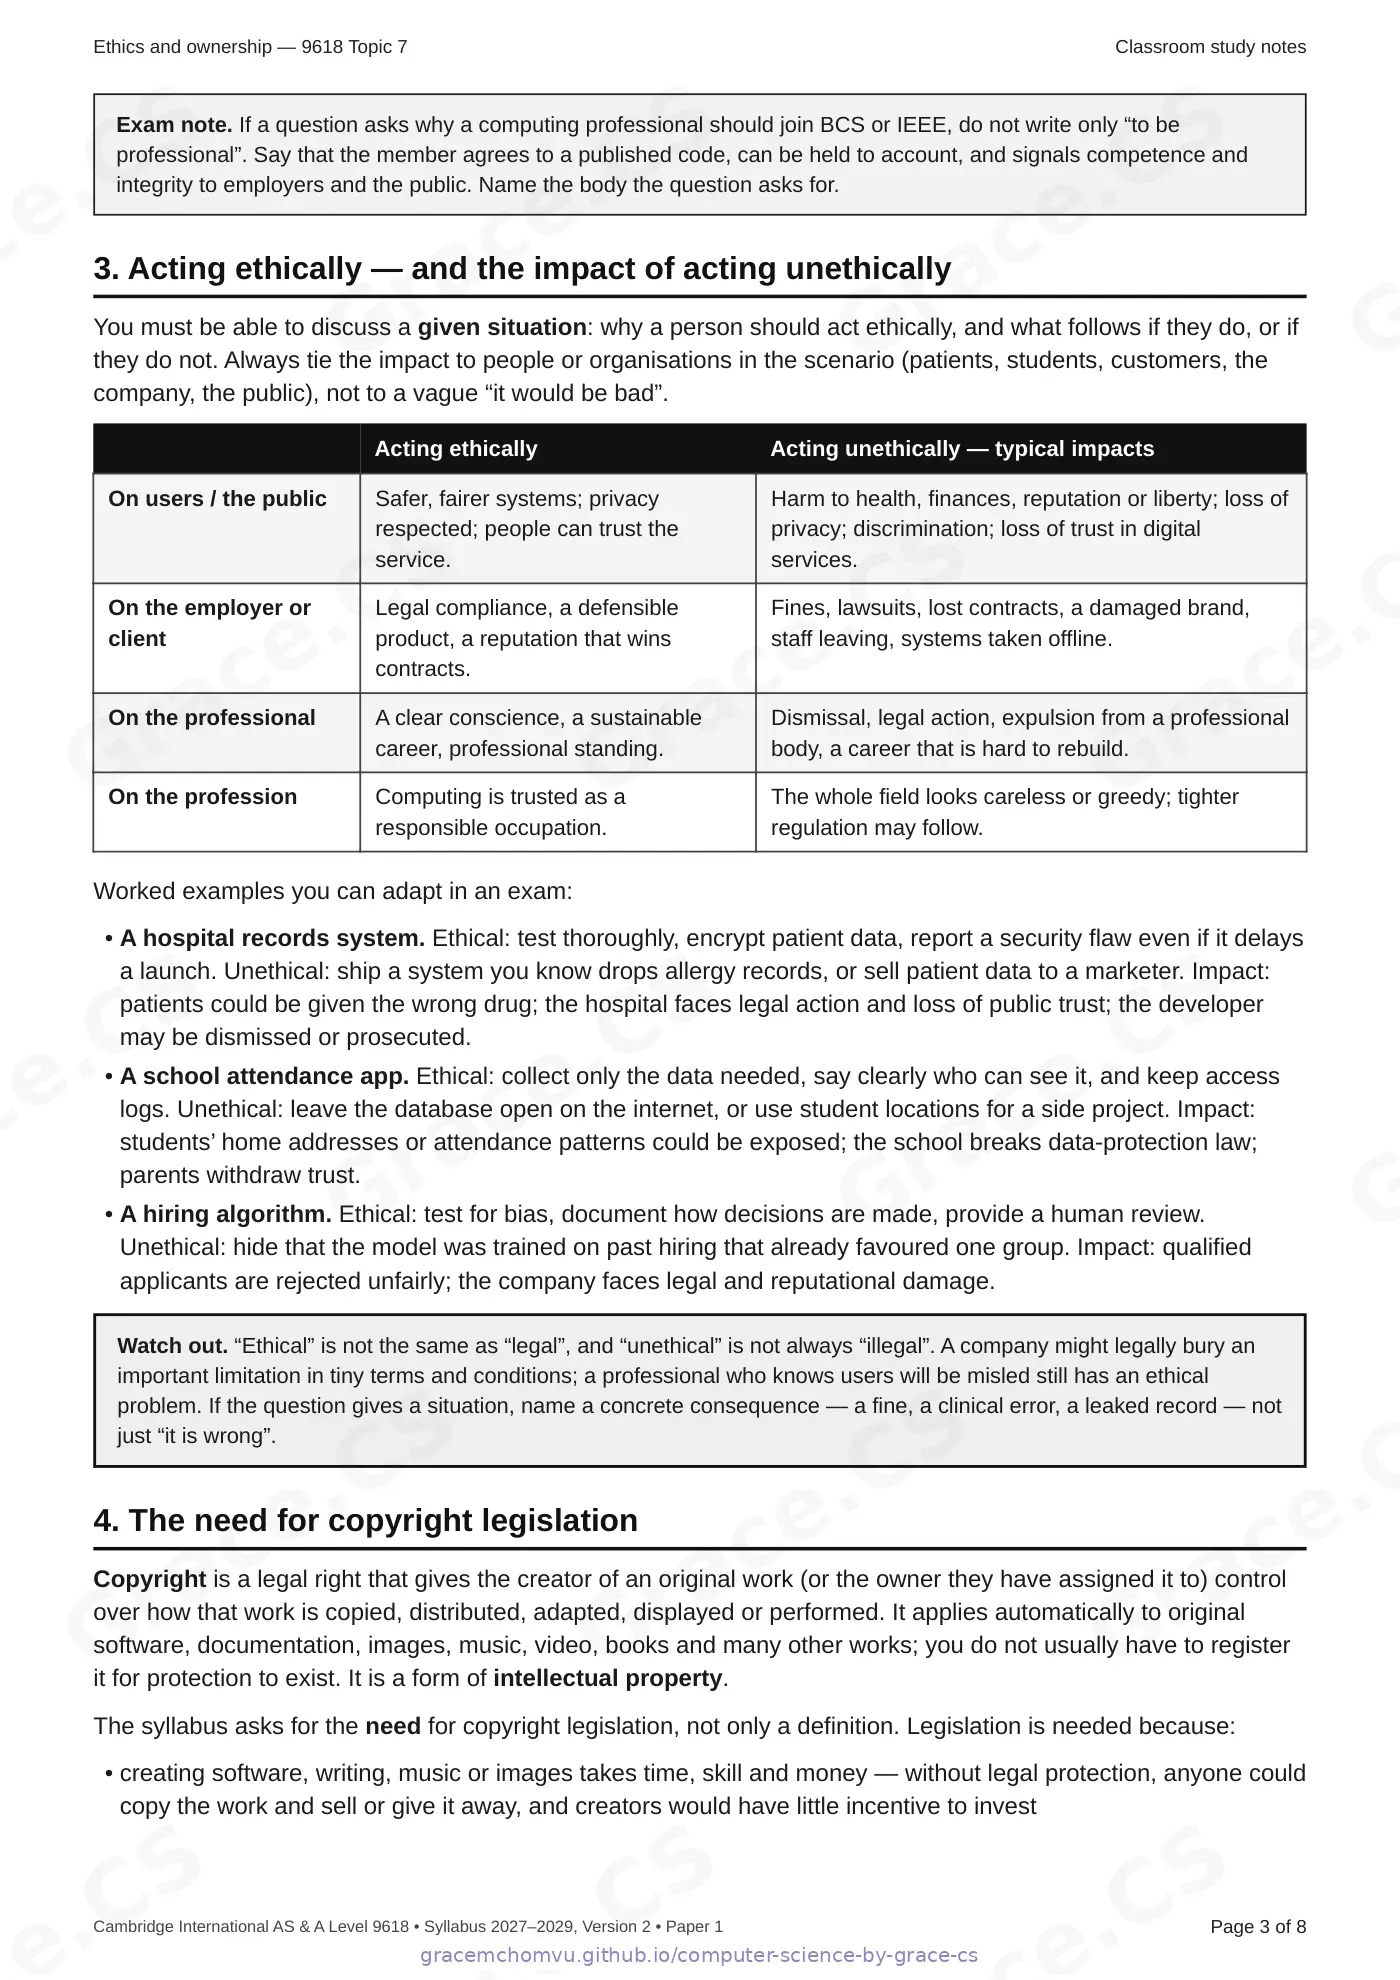 Ethics and ownership — 9618 Topic 7
Classroom study notes
Exam note. If a question asks why a computing professional should join BCS or IEEE, do not write only “to be
professional”. Say that the member agrees to a published code, can be held to account, and signals competence and
integrity to employers and the public. Name the body the question asks for.
3. Acting ethically — and the impact of acting unethically
You must be able to discuss a given situation: why a person should act ethically, and what follows if they do, or if
they do not. Always tie the impact to people or organisations in the scenario (patients, students, customers, the
company, the public), not to a vague “it would be bad”.
Acting ethically
Acting unethically — typical impacts
On users / the public
Safer, fairer systems; privacy
respected; people can trust the
service.
Harm to health, finances, reputation or liberty; loss of
privacy; discrimination; loss of trust in digital
services.
On the employer or
client
Legal compliance, a defensible
product, a reputation that wins
contracts.
Fines, lawsuits, lost contracts, a damaged brand,
staff leaving, systems taken offline.
On the professional
A clear conscience, a sustainable
career, professional standing.
Dismissal, legal action, expulsion from a professional
body, a career that is hard to rebuild.
On the profession
Computing is trusted as a
responsible occupation.
The whole field looks careless or greedy; tighter
regulation may follow.
Worked examples you can adapt in an exam:
• A hospital records system. Ethical: test thoroughly, encrypt patient data, report a security flaw even if it delays
a launch. Unethical: ship a system you know drops allergy records, or sell patient data to a marketer. Impact:
patients could be given the wrong drug; the hospital faces legal action and loss of public trust; the developer
may be dismissed or prosecuted.
• A school attendance app. Ethical: collect only the data needed, say clearly who can see it, and keep access
logs. Unethical: leave the database open on the internet, or use student locations for a side project. Impact:
students’ home addresses or attendance patterns could be exposed; the school breaks data-protection law;
parents withdraw trust.
• A hiring algorithm. Ethical: test for bias, document how decisions are made, provide a human review.
Unethical: hide that the model was trained on past hiring that already favoured one group. Impact: qualified
applicants are rejected unfairly; the company faces legal and reputational damage.
Watch out. “Ethical” is not the same as “legal”, and “unethical” is not always “illegal”. A company might legally bury an
important limitation in tiny terms and conditions; a professional who knows users will be misled still has an ethical
problem. If the question gives a situation, name a concrete consequence — a fine, a clinical error, a leaked record — not
just “it is wrong”.
4. The need for copyright legislation
Copyright is a legal right that gives the creator of an original work (or the owner they have assigned it to) control
over how that work is copied, distributed, adapted, displayed or performed. It applies automatically to original
software, documentation, images, music, video, books and many other works; you do not usually have to register
it for protection to exist. It is a form of intellectual property.
The syllabus asks for the need for copyright legislation, not only a definition. Legislation is needed because:
• creating software, writing, music or images takes time, skill and money — without legal protection, anyone could
copy the work and sell or give it away, and creators would have little incentive to invest
Cambridge International AS & A Level 9618 • Syllabus 2027–2029, Version 2 • Paper 1
Page 3 of 8
gracemchomvu.github.io/computer-science-by-grace-cs
Grace.CS